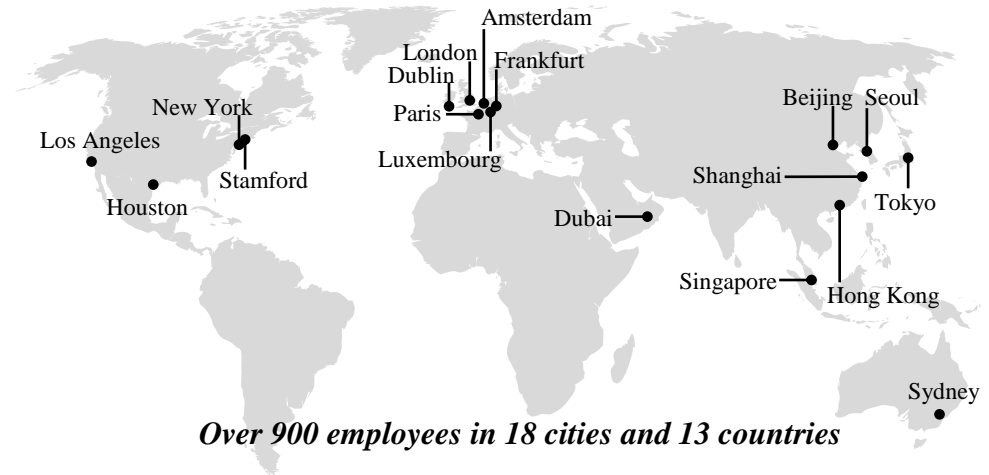 Amsterdam
London
Frankfurt
Dublin
Paris
Luxembourg
New York
Los Angeles
Stamford
Houston
Beijing
Seoul
Shanghai
Tokyo
Dubai
Singapore
Hong Kong
Sydney
Over 900 employees in 18 cities and 13 countries